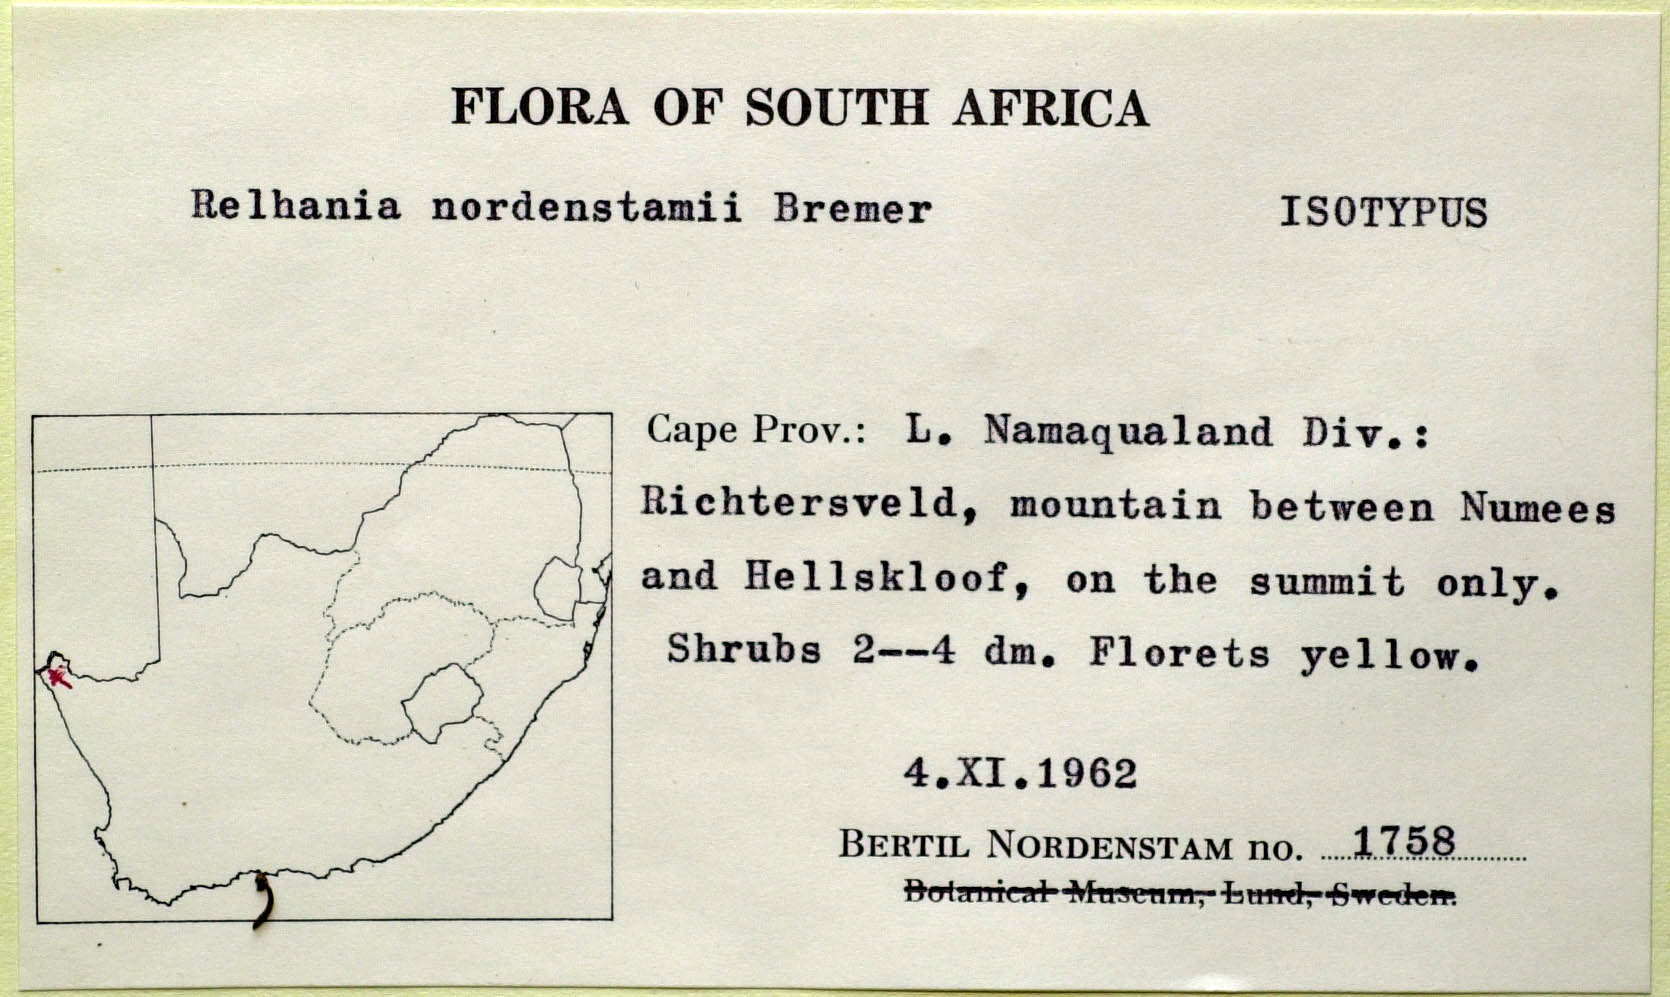 FLORA OF SOUTH AFRICA
Relhania nordenstamii Bremer ISOTYPUS
Cape Prov.: L. Namaqualand Div.:
Richtersveld, mountain between Numees
and Hellskloof, on the summit only.
Shrubs 2--4 dm. Florets yellow.
4.XI.1962
BERTIL NORDENSTAM no. 1758
Botanical Museum, Lund, Sweden.